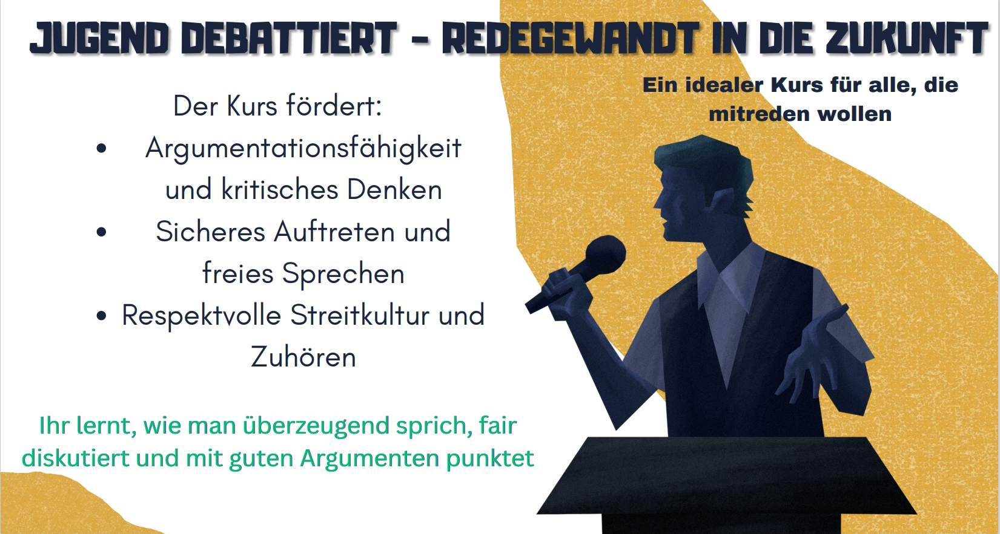 JUGEND DEBATTIERT - REDEGEWANDT IN DIE ZUKUNFT
Ein idealer Kurs für alle, die
mitreden wollen
Der Kurs fördert:
• Argumentationsfähigkeit
und kritisches Denken
• Sicheres Auftreten und
freies Sprechen
• Respektvolle Streitkultur und
Zuhören
Ihr lernt, wie man überzeugend sprich, fair
diskutiert und mit guten Argumenten punktet